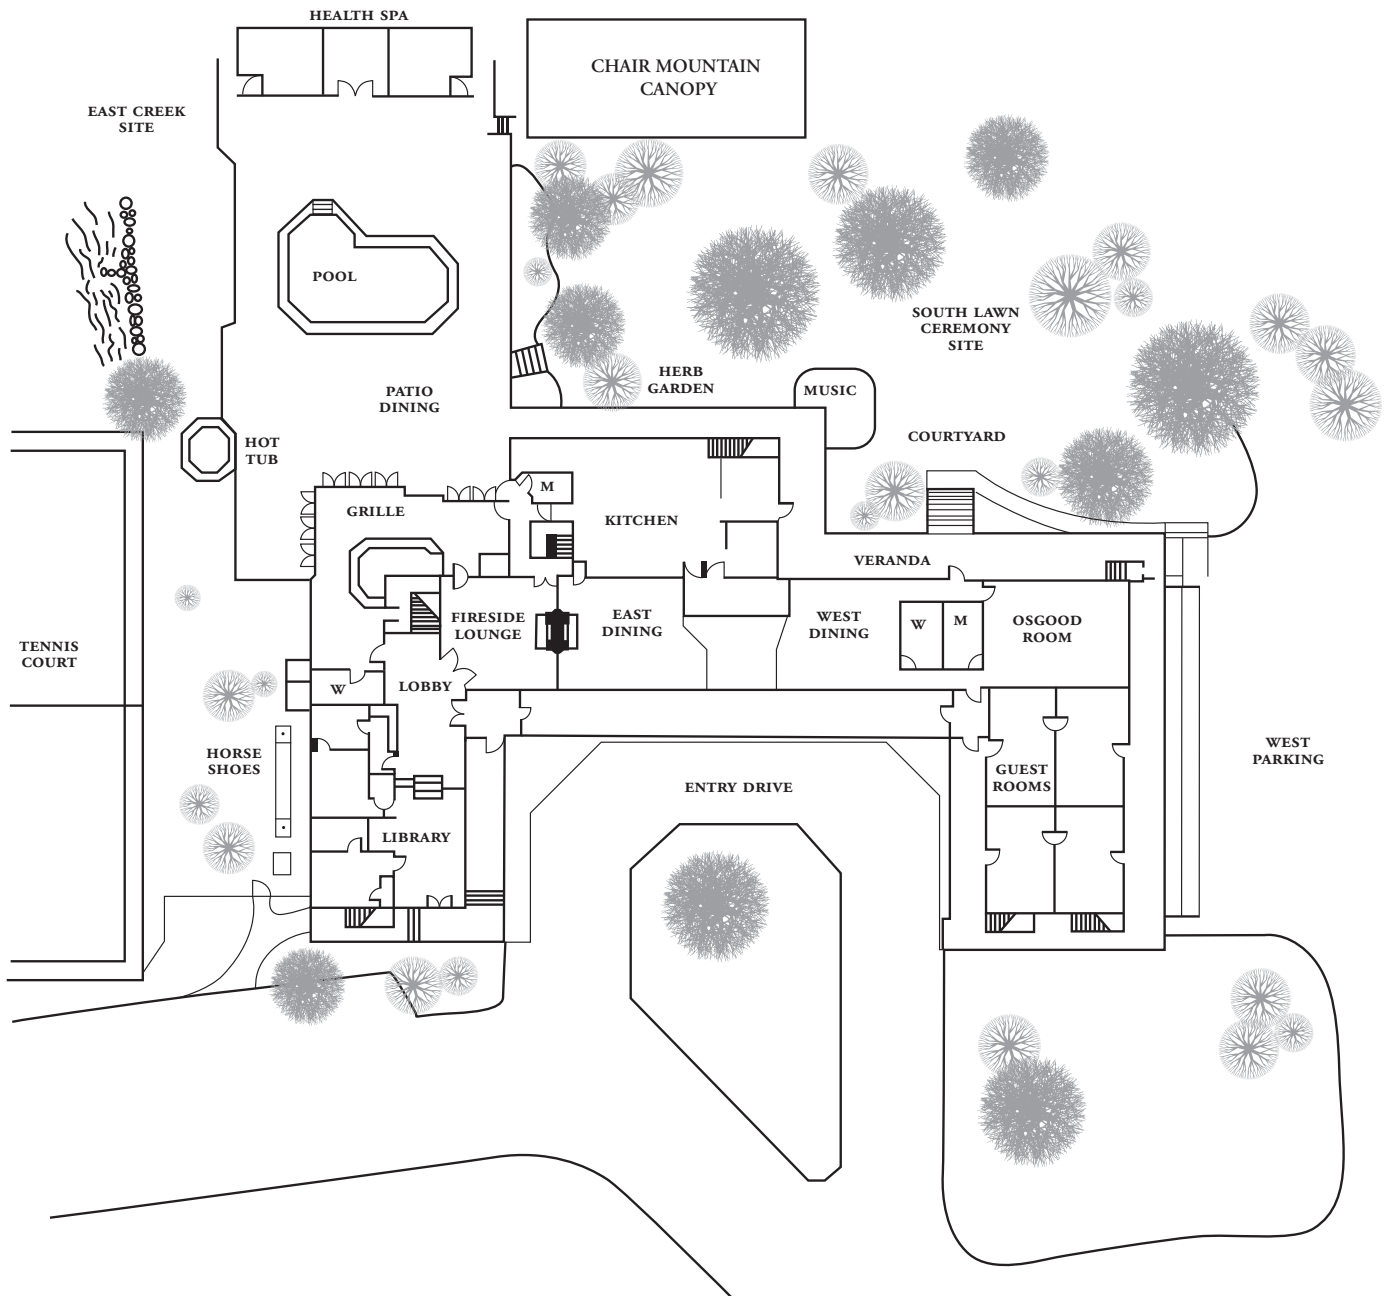 HEALTH SPA
CHAIR MOUNTAIN
CANOPY
EAST CREEK
SITE
POOL
SOUTH LAWN
CEREMONY
SITE
HERB
GARDEN
PATIO
DINING
MUSIC
HOT
TUB
COURTYARD
M
GRILLE
KITCHEN
VERANDA
FIRESIDE
LOUNGE
EAST
DINING
WEST
DINING
W
M
OSGOOD
ROOM
TENNIS
COURT
W
LOBBY
HORSE
SHOES
WEST
PARKING
GUEST
ROOMS
ENTRY DRIVE
LIBRARY